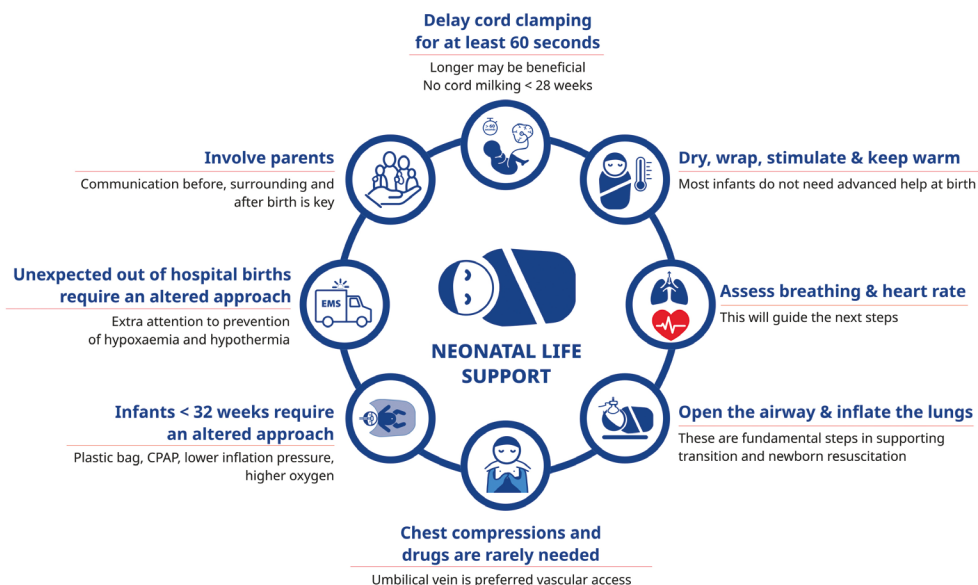 Delay cord clamping
for at least 60 seconds
Longer may be beneficial
No cord milking < 28 weeks
Dry, wrap, stimulate & keep warm
Most infants do not need advanced help at birth
Assess breathing & heart rate
This will guide the next steps
Open the airway & inflate the lungs
These are fundamental steps in supporting
transition and newborn resuscitation
Chest compressions and
drugs are rarely needed
Umbilical vein is preferred vascular access
Infants < 32 weeks require
an altered approach
Plastic bag, CPAP, lower inflation pressure,
higher oxygen
Unexpected out of hospital births
require an altered approach
Extra attention to prevention
of hypoxaemia and hypothermia
EMS
Involve parents
Communication before, surrounding and
after birth is key
NEONATAL LIFE
SUPPORT